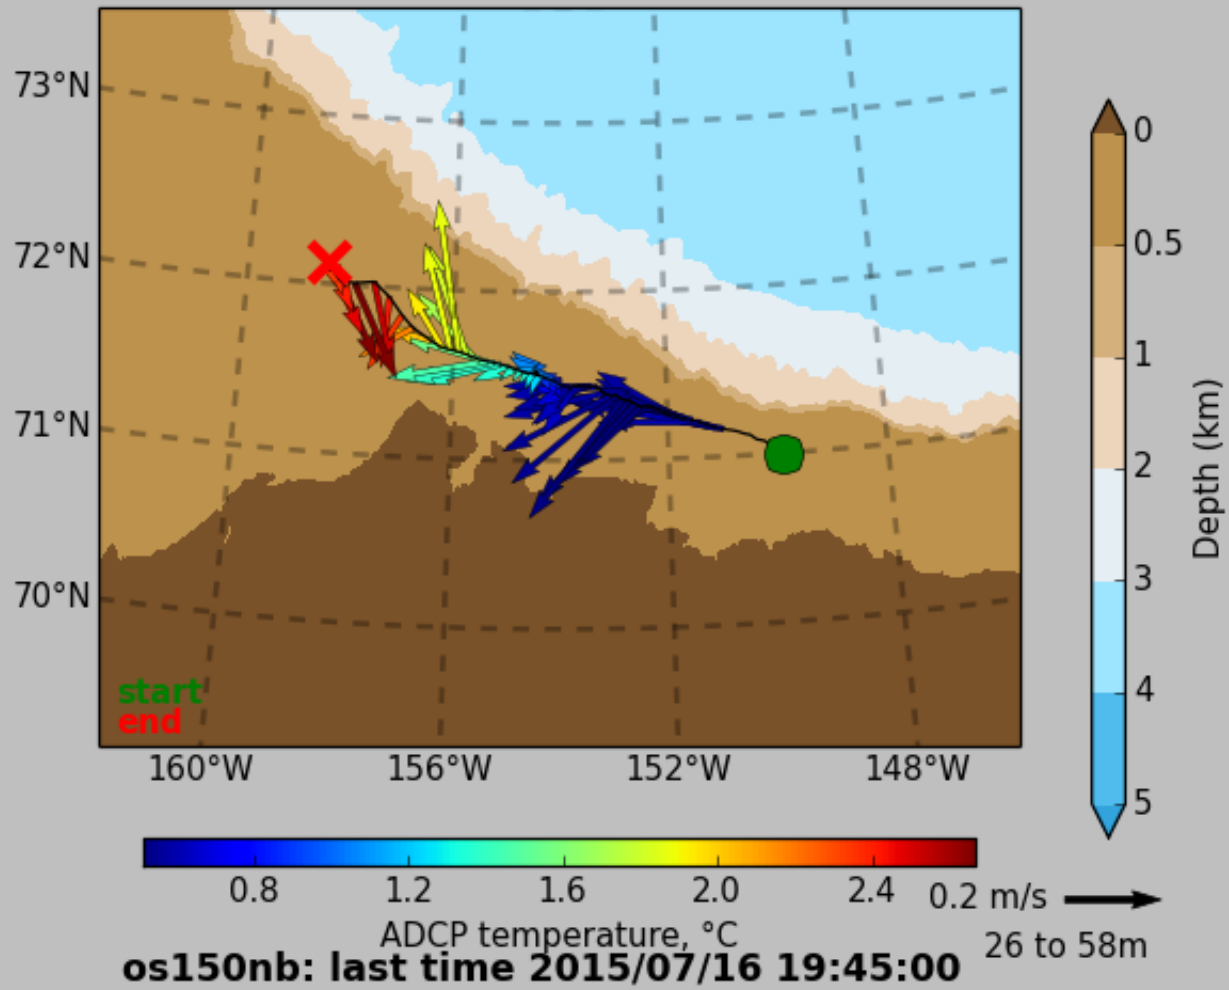 73°N
72°N
71°N
70°N
start
end
160°W
156°W
152°W
148°W
0
0.5
1
2
3
4
5
Depth (km)
0.8
1.2
1.6
2.0
2.4
0.2 m/s
ADCP temperature, °C
26 to 58m
os150nb: last time 2015/07/16 19:45:00